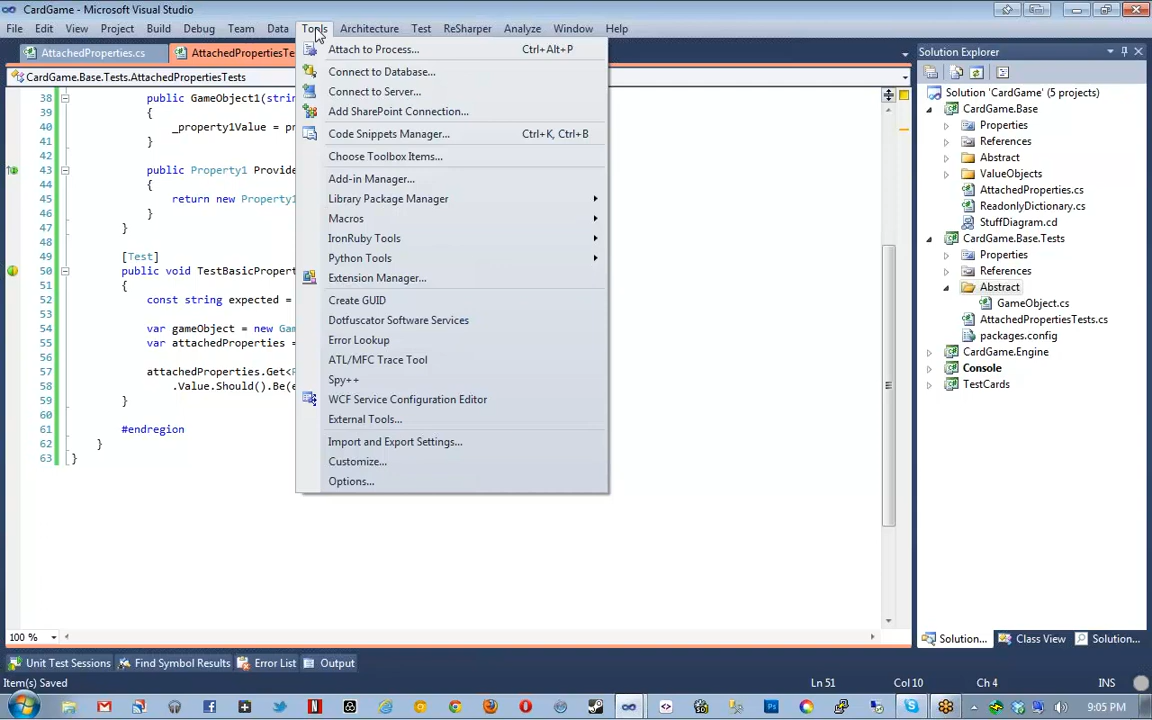 CardGame - Microsoft Visual Studio
File Edit View Project Build Debug Team Data Tools Architecture Test ReSharper Analyze Window Help
AttachedProperties.cs
AttachedPropertiesTe
CardGame.Base.Tests.AttachedPropertiesTests
38 public GameObject1(strin
39 {
40 _property1Value = pr
41 }
42
43 public Property1 Provide
44 {
45 return new Property1
46 }
47 }
48
49 [Test]
50 public void TestBasicPropert
51 {
52 const string expected =
53
54 var gameObject = new Gam
55 var attachedProperties =
56
57 attachedProperties.Get<P
58 .Value.Should().Be(e
59 }
60
61 #endregion
62 }
63 }
Attach to Process... Ctrl+Alt+P
Connect to Database...
Connect to Server...
Add SharePoint Connection...
Code Snippets Manager... Ctrl+K, Ctrl+B
Choose Toolbox Items...
Add-in Manager...
Library Package Manager
Macros
IronRuby Tools
Python Tools
Extension Manager...
Create GUID
Dotfuscator Software Services
Error Lookup
ATL/MFC Trace Tool
Spy++
WCF Service Configuration Editor
External Tools...
Import and Export Settings...
Customize...
Options...
Solution Explorer
Solution 'CardGame' (5 projects)
CardGame.Base
Properties
References
Abstract
ValueObjects
AttachedProperties.cs
ReadonlyDictionary.cs
StuffDiagram.cd
CardGame.Base.Tests
Properties
References
Abstract
GameObject.cs
AttachedPropertiesTests.cs
packages.config
CardGame.Engine
Console
TestCards
100 %
Solution... Class View Solution...
Unit Test Sessions Find Symbol Results Error List Output
Item(s) Saved Ln 51 Col 10 Ch 4 INS
9:05 PM